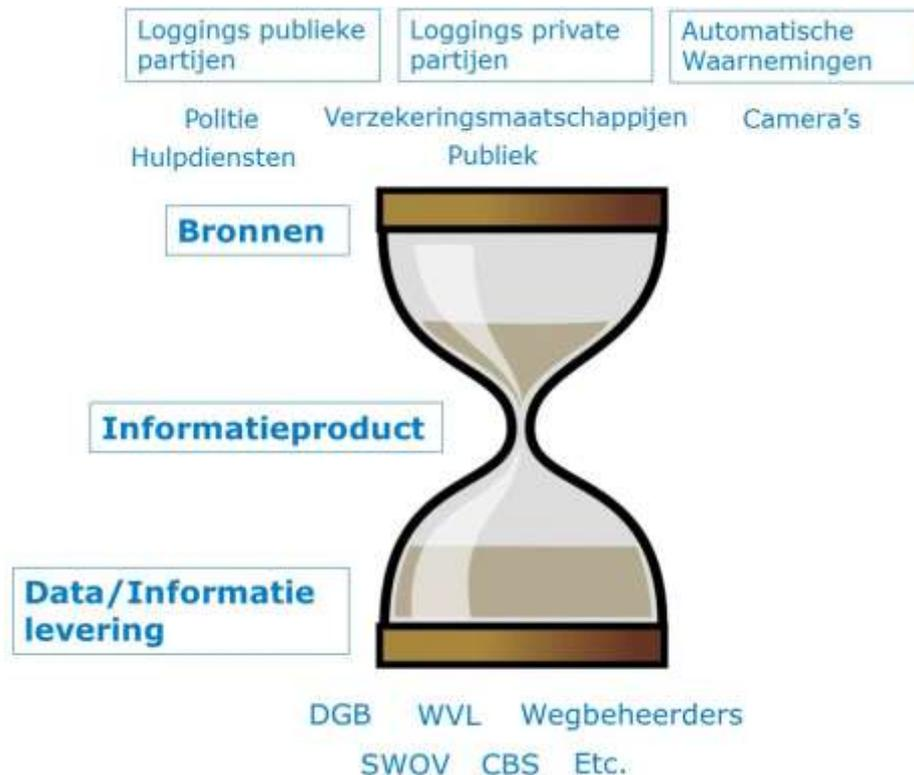 Loggings publieke partijen
Loggings private partijen
Automatische Waarnemingen
Politie
Hulpdiensten
Verzekeringsmaatschappijen
Publiek
Camera's
Bronnen
Informatieproduct
Data/Informatie
levering
DGB WVL Wegbeheerders
SWOV CBS Etc.